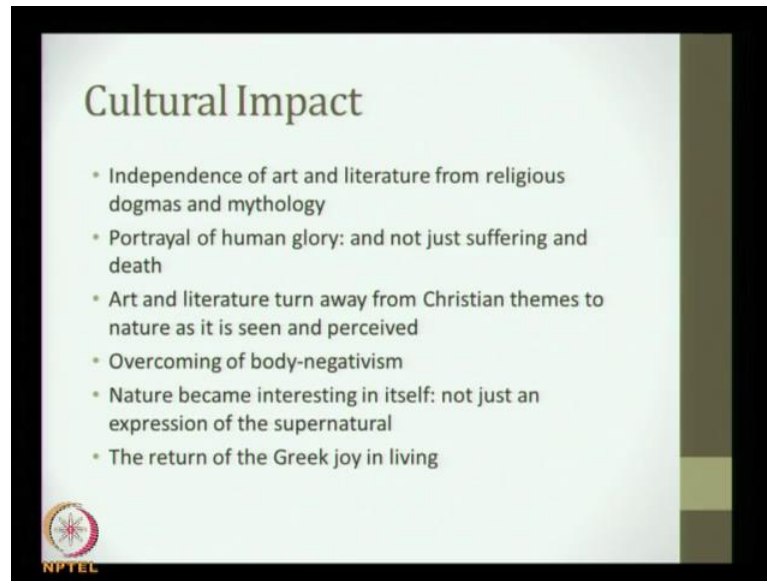 Cultural Impact
• Independence of art and literature from religious
dogmas and mythology
• Portrayal of human glory: and not just suffering and
death
• Art and literature turn away from Christian themes to
nature as it is seen and perceived
• Overcoming of body-negativism
• Nature became interesting in itself: not just an
expression of the supernatural
• The return of the Greek joy in living
NPTEL